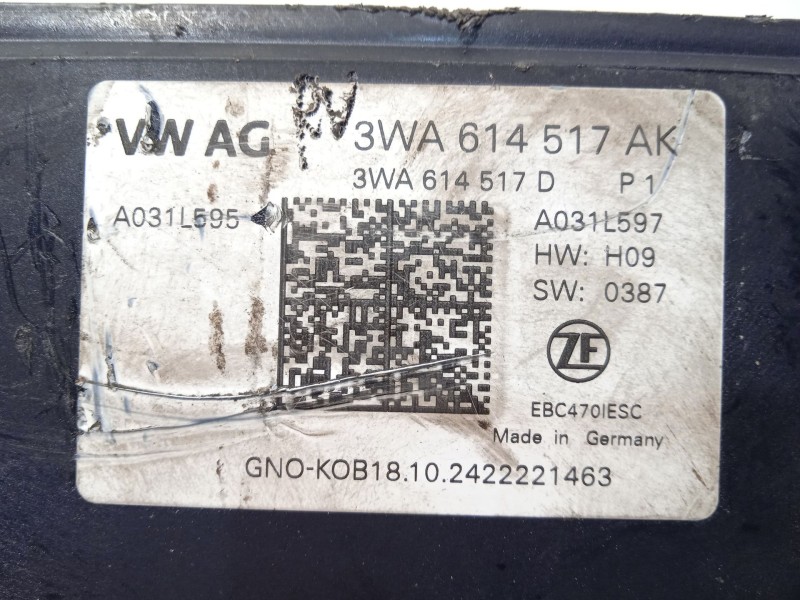 VW AG 3WA 614 517 AK
3WA 614 517 D P 1
A031L595 A031L597
HW: H09
SW: 0387
ZF
EBC470IESC
Made in Germany
GNO-KOB18.10.2422221463